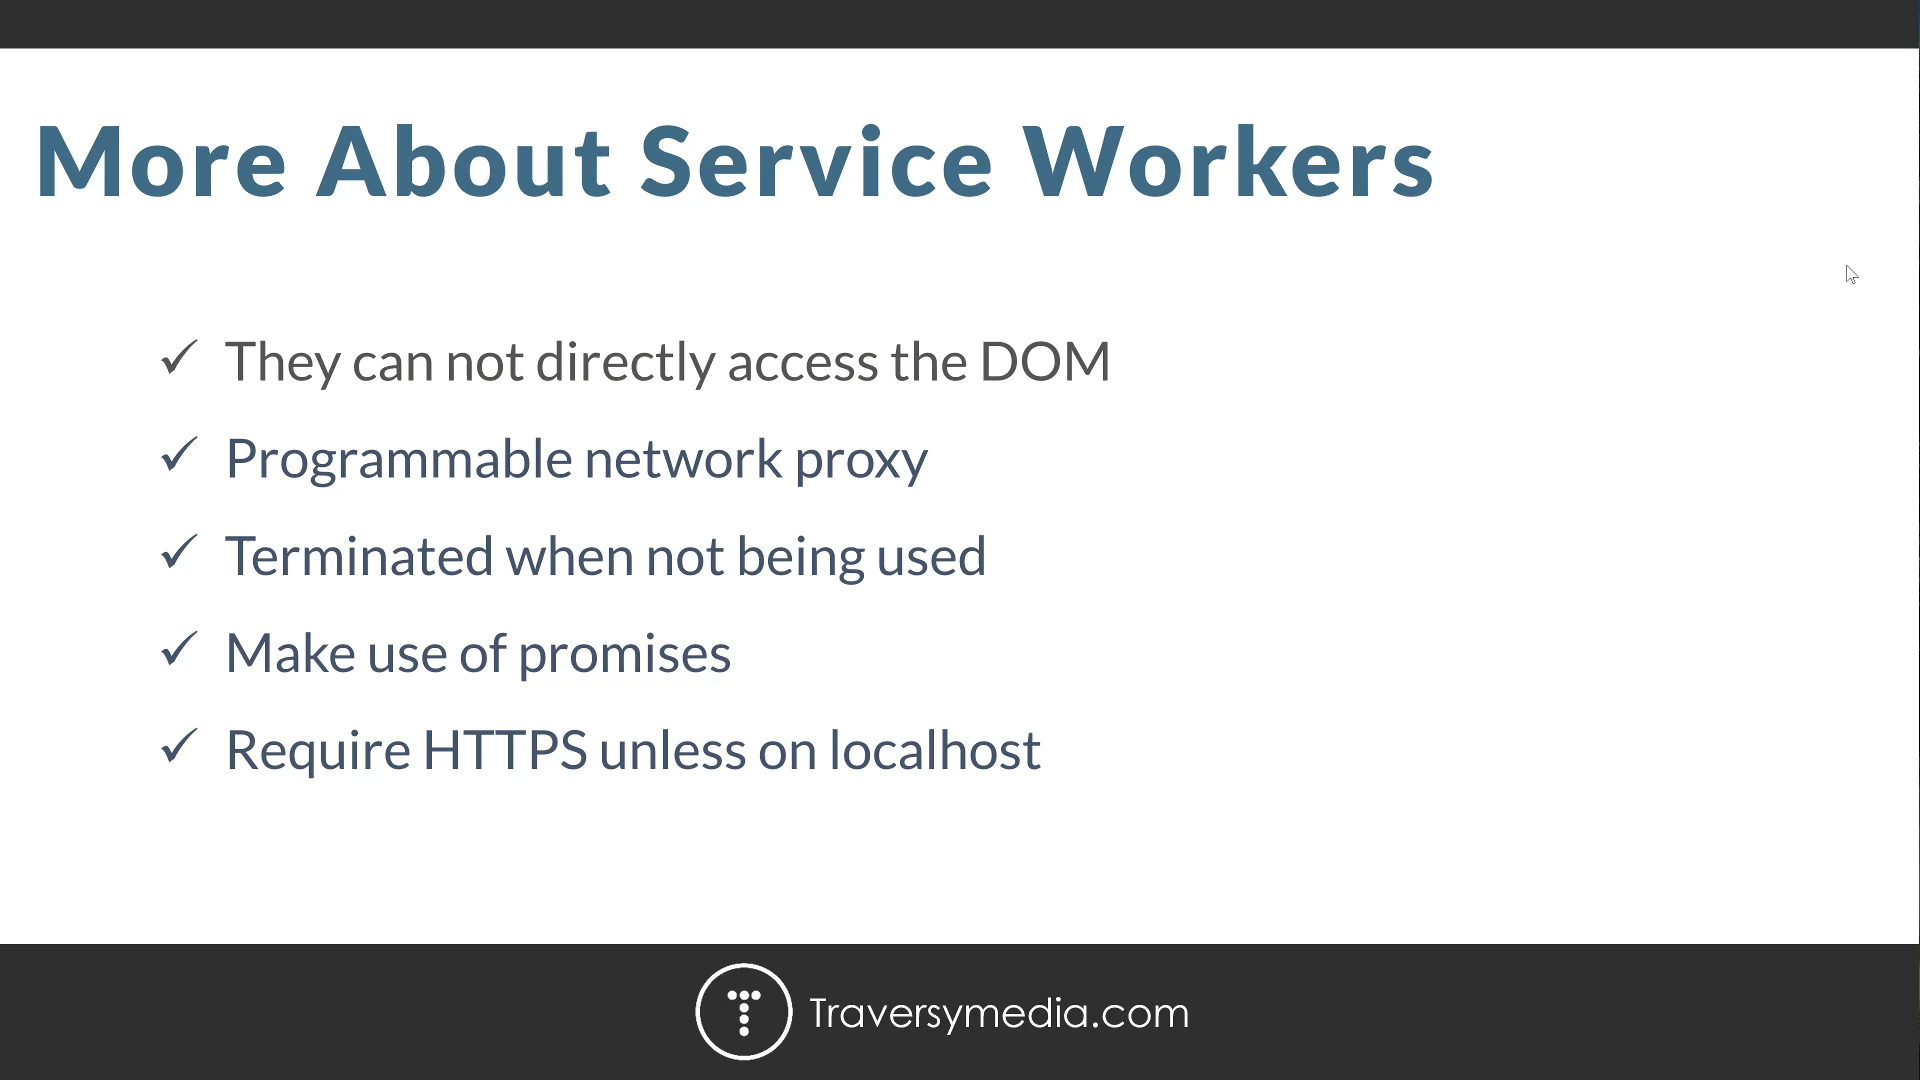 More About Service Workers
✓ They can not directly access the DOM
✓ Programmable network proxy
✓ Terminated when not being used
✓ Make use of promises
✓ Require HTTPS unless on localhost
T Traversymedia.com